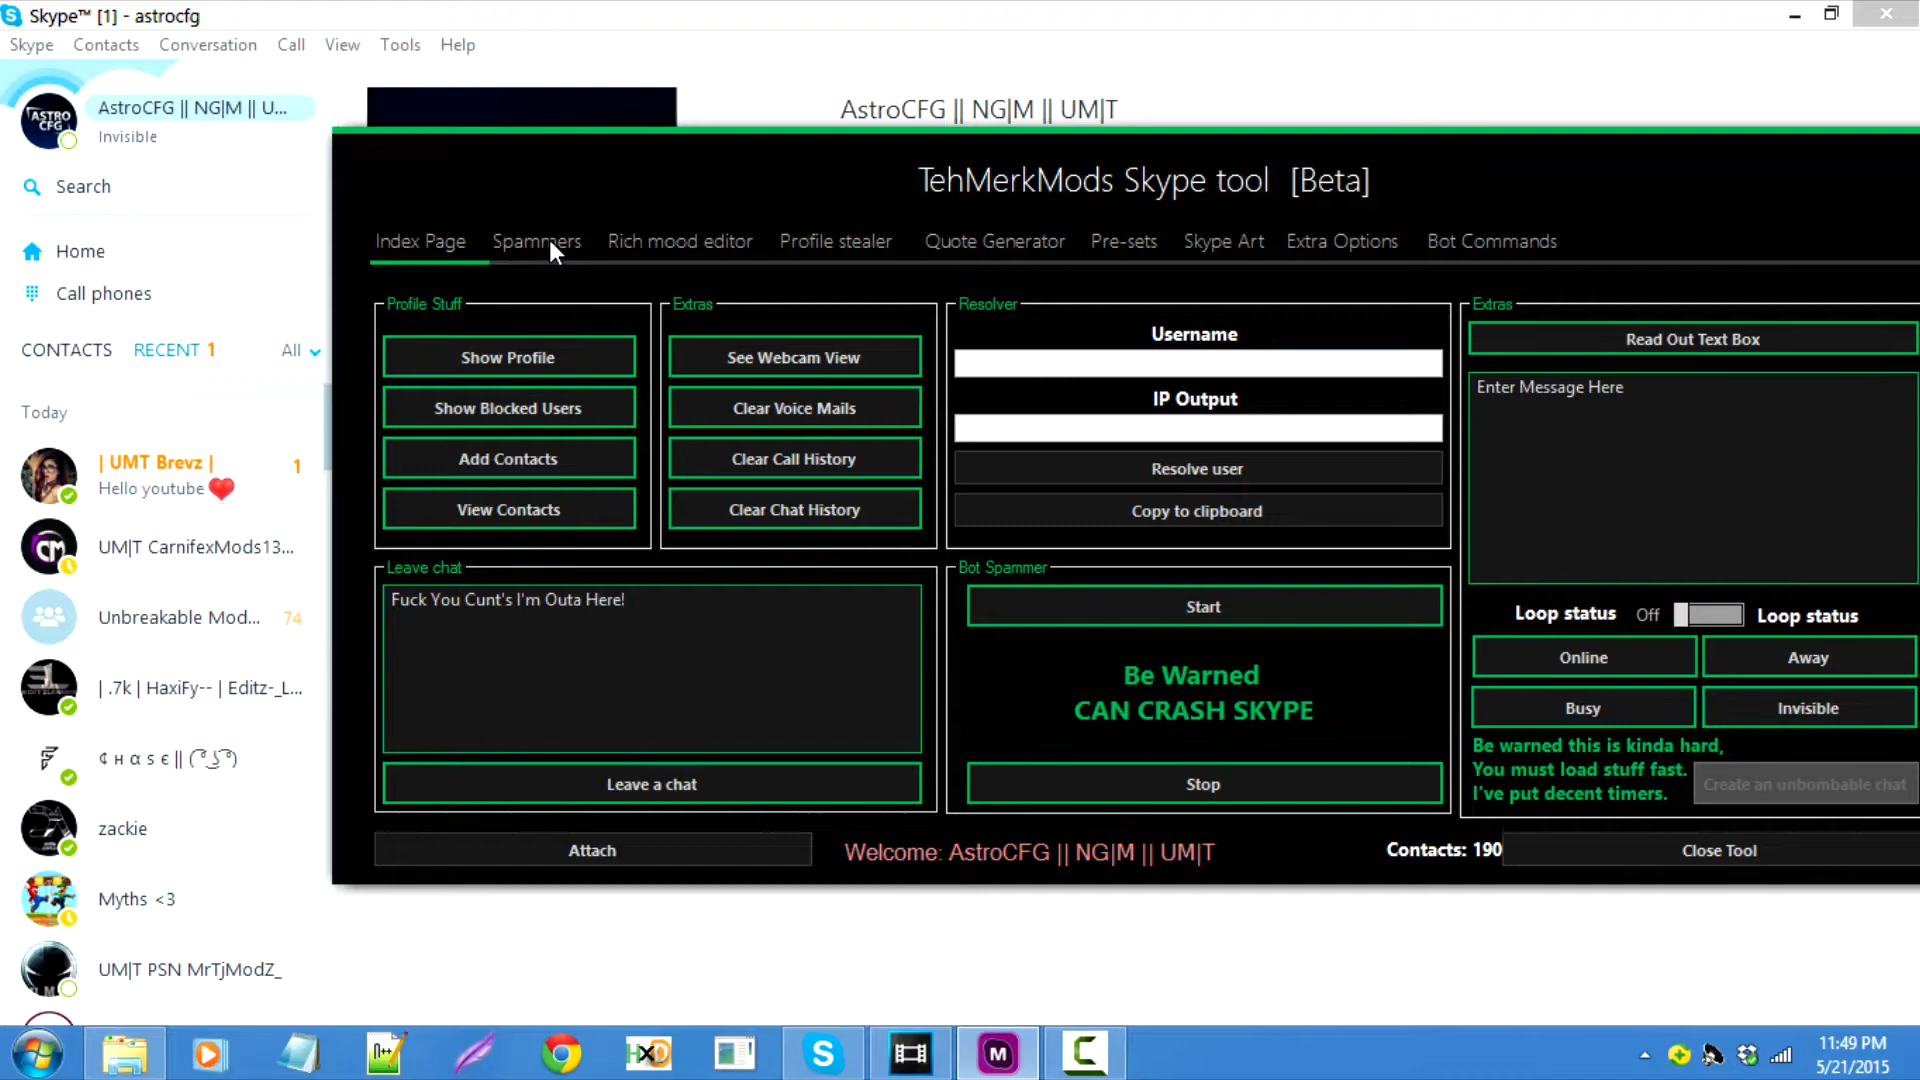 Skype™ [1] - astrocfg
Skype Contacts Conversation Call View Tools Help
ASTRO CFG
AstroCFG || NG|M || U...
Invisible
Search
Home
Call phones
CONTACTS RECENT 1 All
Today
| UMT Brevz | 1
Hello youtube
UM|T CarnifexMods13...
Unbreakable Mod... 74
| .7k | HaxiFy-- | Editz-_L...
¢ н α ѕ є || ( ͡° ͜ʖ ͡°)
zackie
Myths <3
UM|T PSN MrTjModZ_
AstroCFG || NG|M || UM|T
TehMerkMods Skype tool [Beta]
Index Page Spammers Rich mood editor Profile stealer Quote Generator Pre-sets Skype Art Extra Options Bot Commands
Profile Stuff
Show Profile
Show Blocked Users
Add Contacts
View Contacts
Extras
See Webcam View
Clear Voice Mails
Clear Call History
Clear Chat History
Resolver
Username
IP Output
Resolve user
Copy to clipboard
Extras
Read Out Text Box
Enter Message Here
Leave chat
Fuck You Cunt's I'm Outa Here!
Leave a chat
Bot Spammer
Start
Be Warned
CAN CRASH SKYPE
Stop
Loop status Off Loop status
Online Away
Busy Invisible
Be warned this is kinda hard,
You must load stuff fast.
I've put decent timers.
Create an unbombable chat
Attach
Welcome: AstroCFG || NG|M || UM|T
Contacts: 190
Close Tool
11:49 PM
5/21/2015